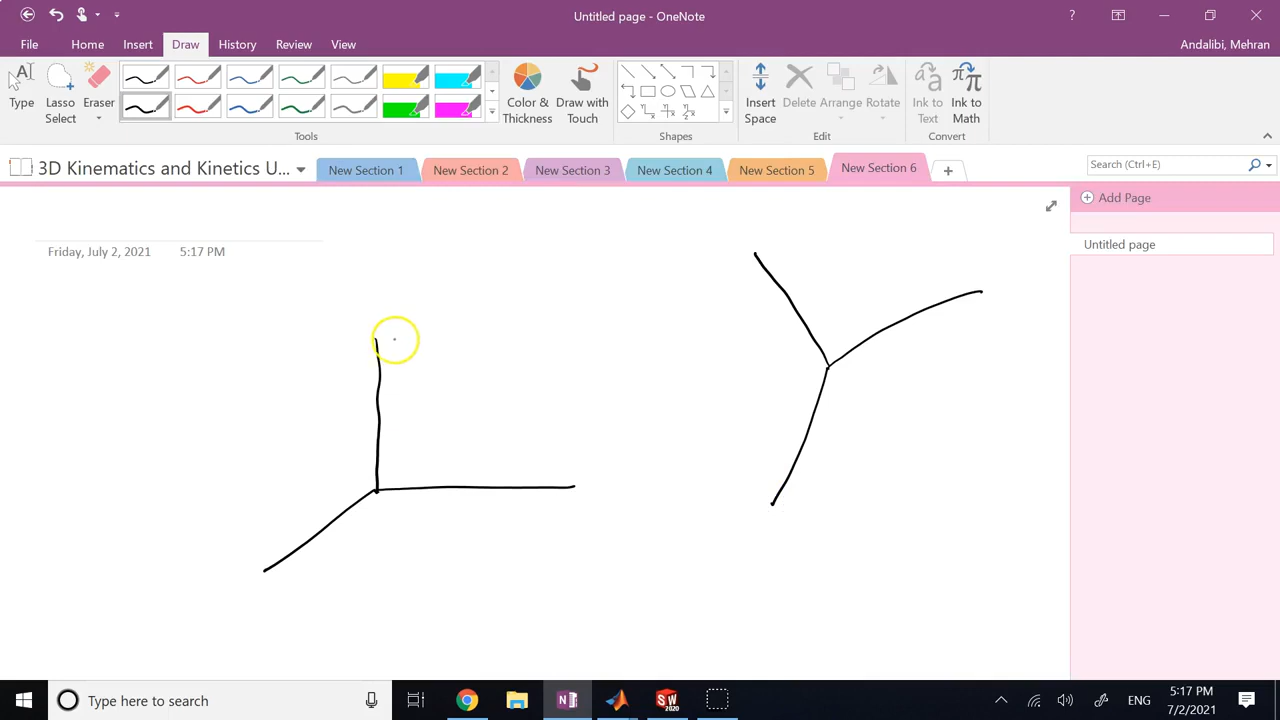 Untitled page - OneNote
?
File Home Insert Draw History Review View
Andalibi, Mehran
Type
Lasso Select
Eraser
Color & Thickness
Draw with Touch
Insert Space
Delete
Arrange
Rotate
Ink to Text
Ink to Math
Tools
Shapes
Edit
Convert
3D Kinematics and Kinetics U...
New Section 1
New Section 2
New Section 3
New Section 4
New Section 5
New Section 6
Search (Ctrl+E)
Add Page
Untitled page
Friday, July 2, 2021 5:17 PM
Type here to search
SW
2020
ENG
5:17 PM
7/2/2021